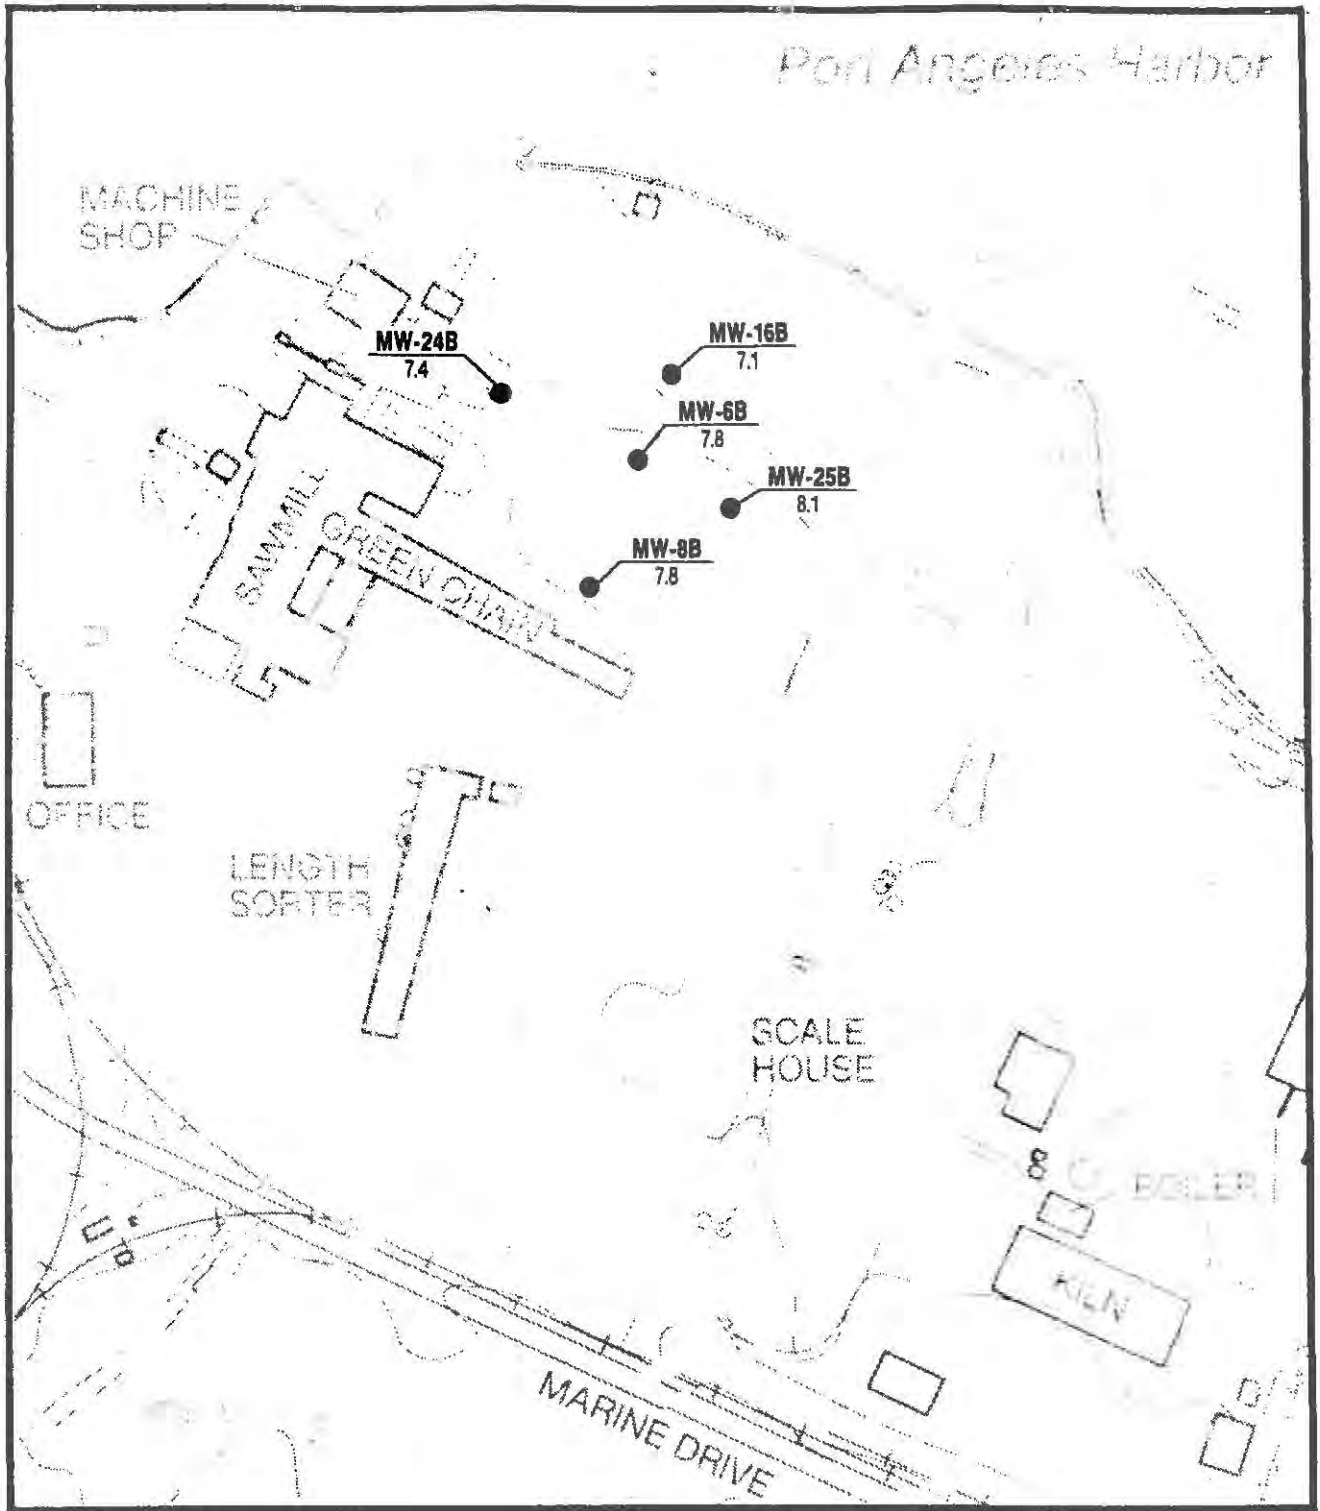 Port Angeles Harbor
MACHINE
SHOP
MW-24B
7.4
MW-16B
7.1
MW-6B
7.8
MW-25B
8.1
MW-8B
7.8
SAWMILL
GREEN CHAIN
OFFICE
LENGTH
SORTER
SCALE
HOUSE
BOILER
KILN
MARINE DRIVE